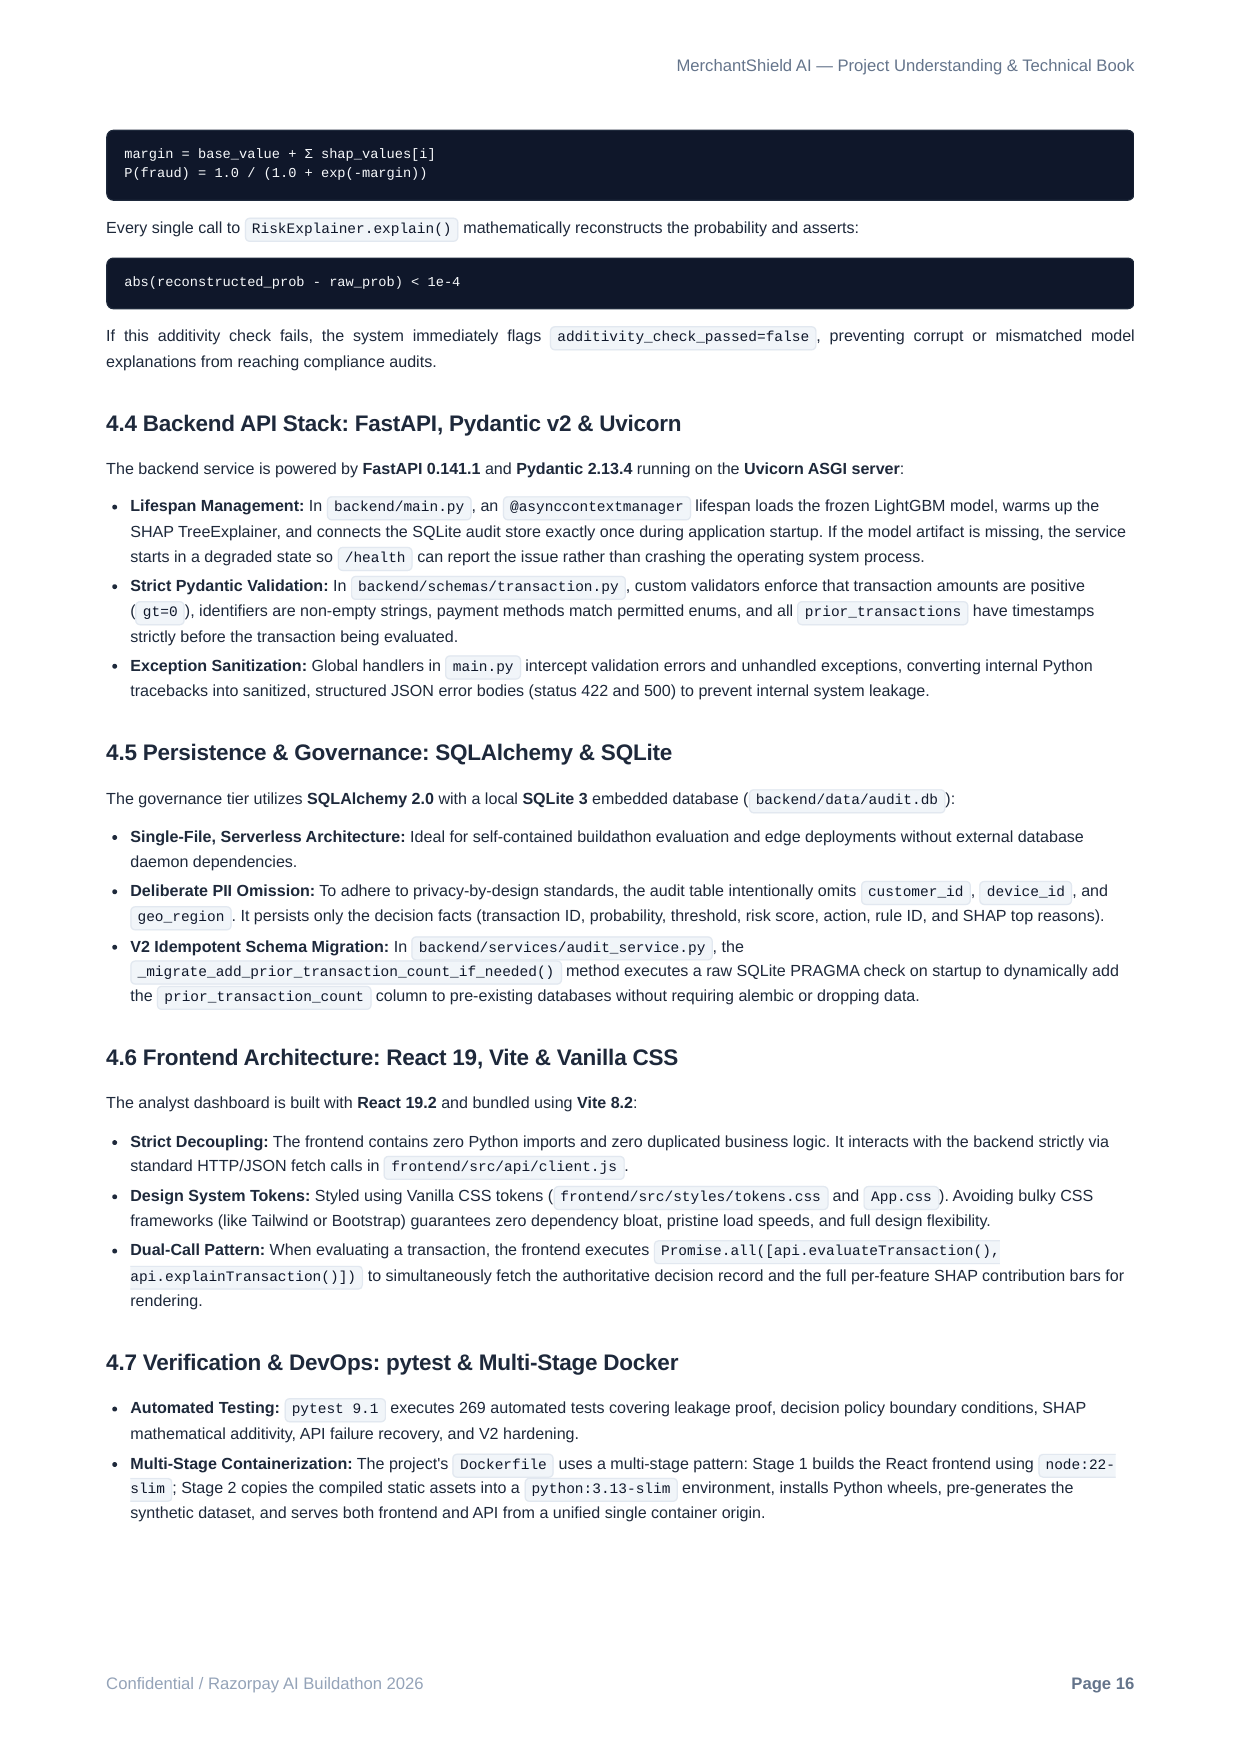 MerchantShield AI — Project Understanding & Technical Book
margin = base_value + Σ shap_values[i]
P(fraud) = 1.0 / (1.0 + exp(-margin))
Every single call to RiskExplainer.explain() mathematically reconstructs the probability and asserts:
abs(reconstructed_prob - raw_prob) < 1e-4
If this additivity check fails, the system immediately flags additivity_check_passed=false, preventing corrupt or mismatched model
explanations from reaching compliance audits.
4.4 Backend API Stack: FastAPI, Pydantic v2 & Uvicorn
The backend service is powered by FastAPI 0.141.1 and Pydantic 2.13.4 running on the Uvicorn ASGI server:
• Lifespan Management: In backend/main.py, an @asynccontextmanager lifespan loads the frozen LightGBM model, warms up the
SHAP TreeExplainer, and connects the SQLite audit store exactly once during application startup. If the model artifact is missing, the service
starts in a degraded state so /health can report the issue rather than crashing the operating system process.
• Strict Pydantic Validation: In backend/schemas/transaction.py, custom validators enforce that transaction amounts are positive
(gt=0), identifiers are non-empty strings, payment methods match permitted enums, and all prior_transactions have timestamps
strictly before the transaction being evaluated.
• Exception Sanitization: Global handlers in main.py intercept validation errors and unhandled exceptions, converting internal Python
tracebacks into sanitized, structured JSON error bodies (status 422 and 500) to prevent internal system leakage.
4.5 Persistence & Governance: SQLAlchemy & SQLite
The governance tier utilizes SQLAlchemy 2.0 with a local SQLite 3 embedded database (backend/data/audit.db):
• Single-File, Serverless Architecture: Ideal for self-contained buildathon evaluation and edge deployments without external database
daemon dependencies.
• Deliberate PII Omission: To adhere to privacy-by-design standards, the audit table intentionally omits customer_id, device_id, and
geo_region. It persists only the decision facts (transaction ID, probability, threshold, risk score, action, rule ID, and SHAP top reasons).
• V2 Idempotent Schema Migration: In backend/services/audit_service.py, the
_migrate_add_prior_transaction_count_if_needed() method executes a raw SQLite PRAGMA check on startup to dynamically add
the prior_transaction_count column to pre-existing databases without requiring alembic or dropping data.
4.6 Frontend Architecture: React 19, Vite & Vanilla CSS
The analyst dashboard is built with React 19.2 and bundled using Vite 8.2:
• Strict Decoupling: The frontend contains zero Python imports and zero duplicated business logic. It interacts with the backend strictly via
standard HTTP/JSON fetch calls in frontend/src/api/client.js.
• Design System Tokens: Styled using Vanilla CSS tokens (frontend/src/styles/tokens.css and App.css). Avoiding bulky CSS
frameworks (like Tailwind or Bootstrap) guarantees zero dependency bloat, pristine load speeds, and full design flexibility.
• Dual-Call Pattern: When evaluating a transaction, the frontend executes Promise.all([api.evaluateTransaction(),
api.explainTransaction()]) to simultaneously fetch the authoritative decision record and the full per-feature SHAP contribution bars for
rendering.
4.7 Verification & DevOps: pytest & Multi-Stage Docker
• Automated Testing: pytest 9.1 executes 269 automated tests covering leakage proof, decision policy boundary conditions, SHAP
mathematical additivity, API failure recovery, and V2 hardening.
• Multi-Stage Containerization: The project's Dockerfile uses a multi-stage pattern: Stage 1 builds the React frontend using node:22-
slim; Stage 2 copies the compiled static assets into a python:3.13-slim environment, installs Python wheels, pre-generates the
synthetic dataset, and serves both frontend and API from a unified single container origin.
Confidential / Razorpay AI Buildathon 2026
Page 16